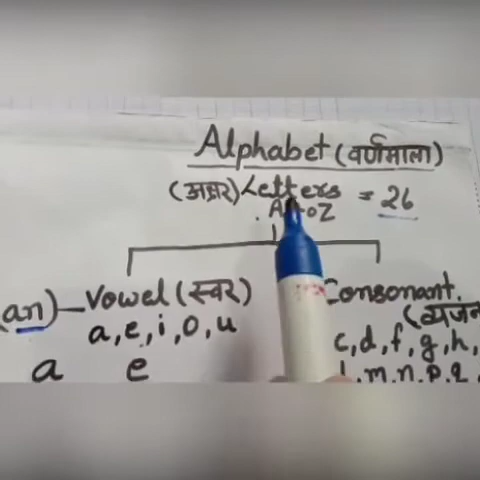 Alphabet (वर्णमाला)
(अक्षर) Letters = 26
A to Z
(an) – Vowel (स्वर)
Consonant.
a, e, i, o, u
c, d, f, g, h,
a e
m, n, p, q